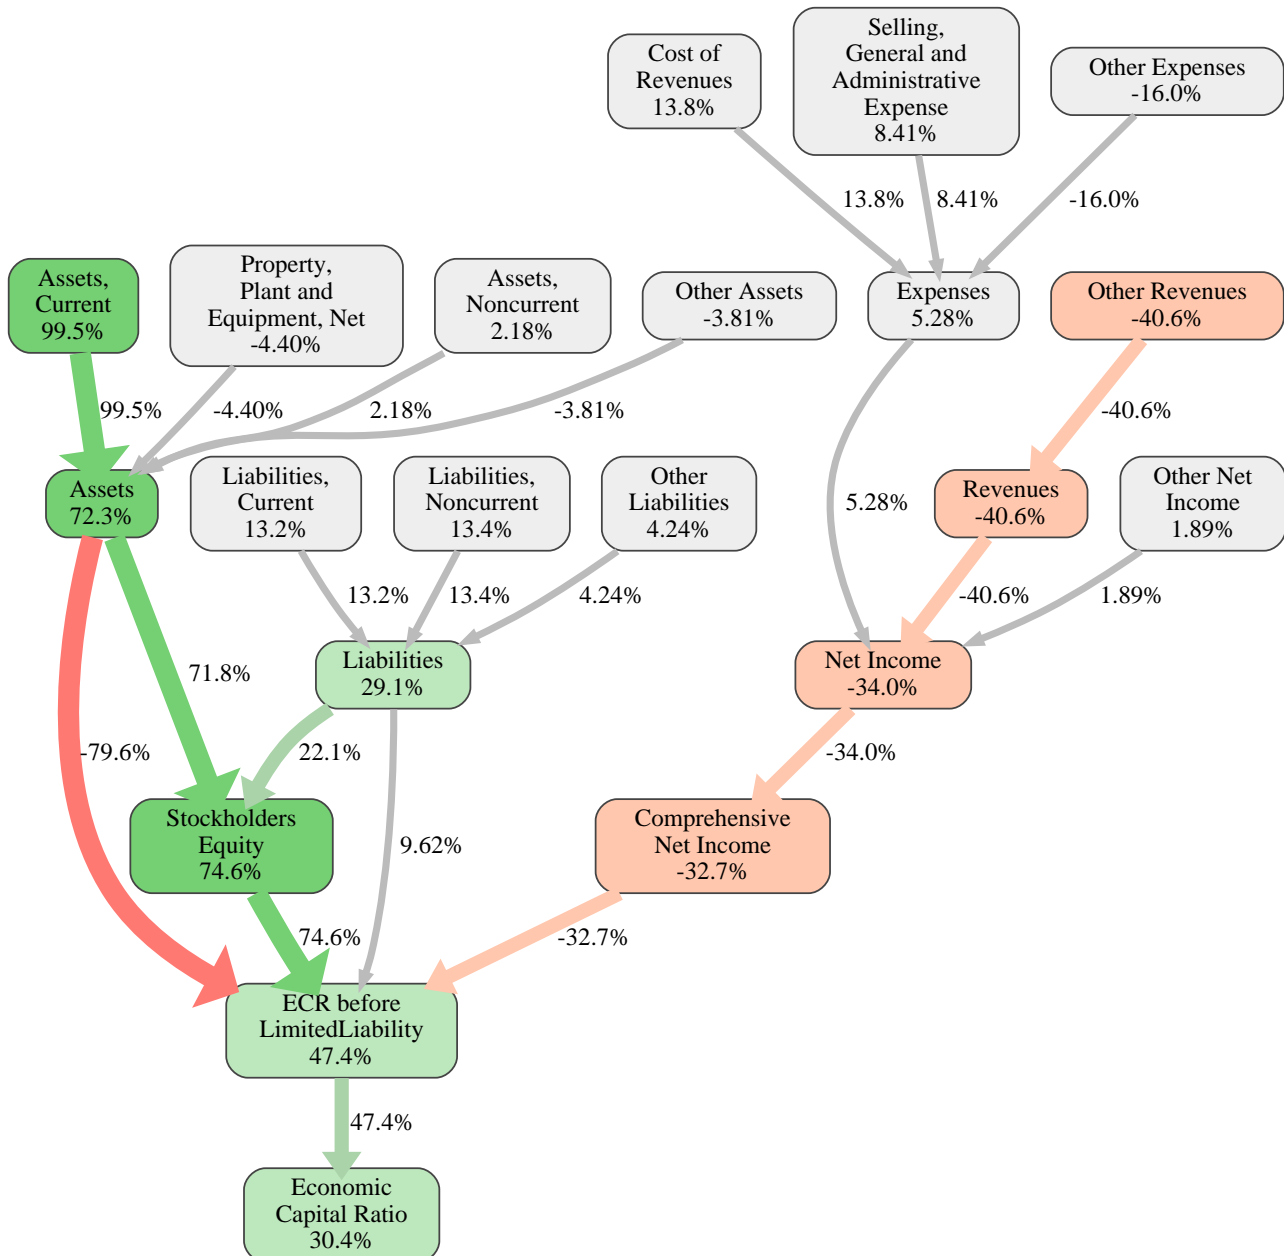 Cost of
Revenues
13.8%
Selling,
General and
Administrative
Expense
8.41%
Other Expenses
-16.0%
13.8%
8.41%
-16.0%
Assets,
Current
99.5%
Property,
Plant and
Equipment, Net
-4.40%
Assets,
Noncurrent
2.18%
Other Assets
-3.81%
Expenses
5.28%
Other Revenues
-40.6%
99.5%
-4.40%
2.18%
-3.81%
-40.6%
Assets
72.3%
Liabilities,
Current
13.2%
Liabilities,
Noncurrent
13.4%
Other
Liabilities
4.24%
5.28%
Revenues
-40.6%
Other Net
Income
1.89%
13.2%
13.4%
4.24%
-40.6%
1.89%
71.8%
Liabilities
29.1%
Net Income
-34.0%
-79.6%
22.1%
-34.0%
Stockholders
Equity
74.6%
9.62%
Comprehensive
Net Income
-32.7%
74.6%
-32.7%
ECR before
LimitedLiability
47.4%
47.4%
Economic
Capital Ratio
30.4%